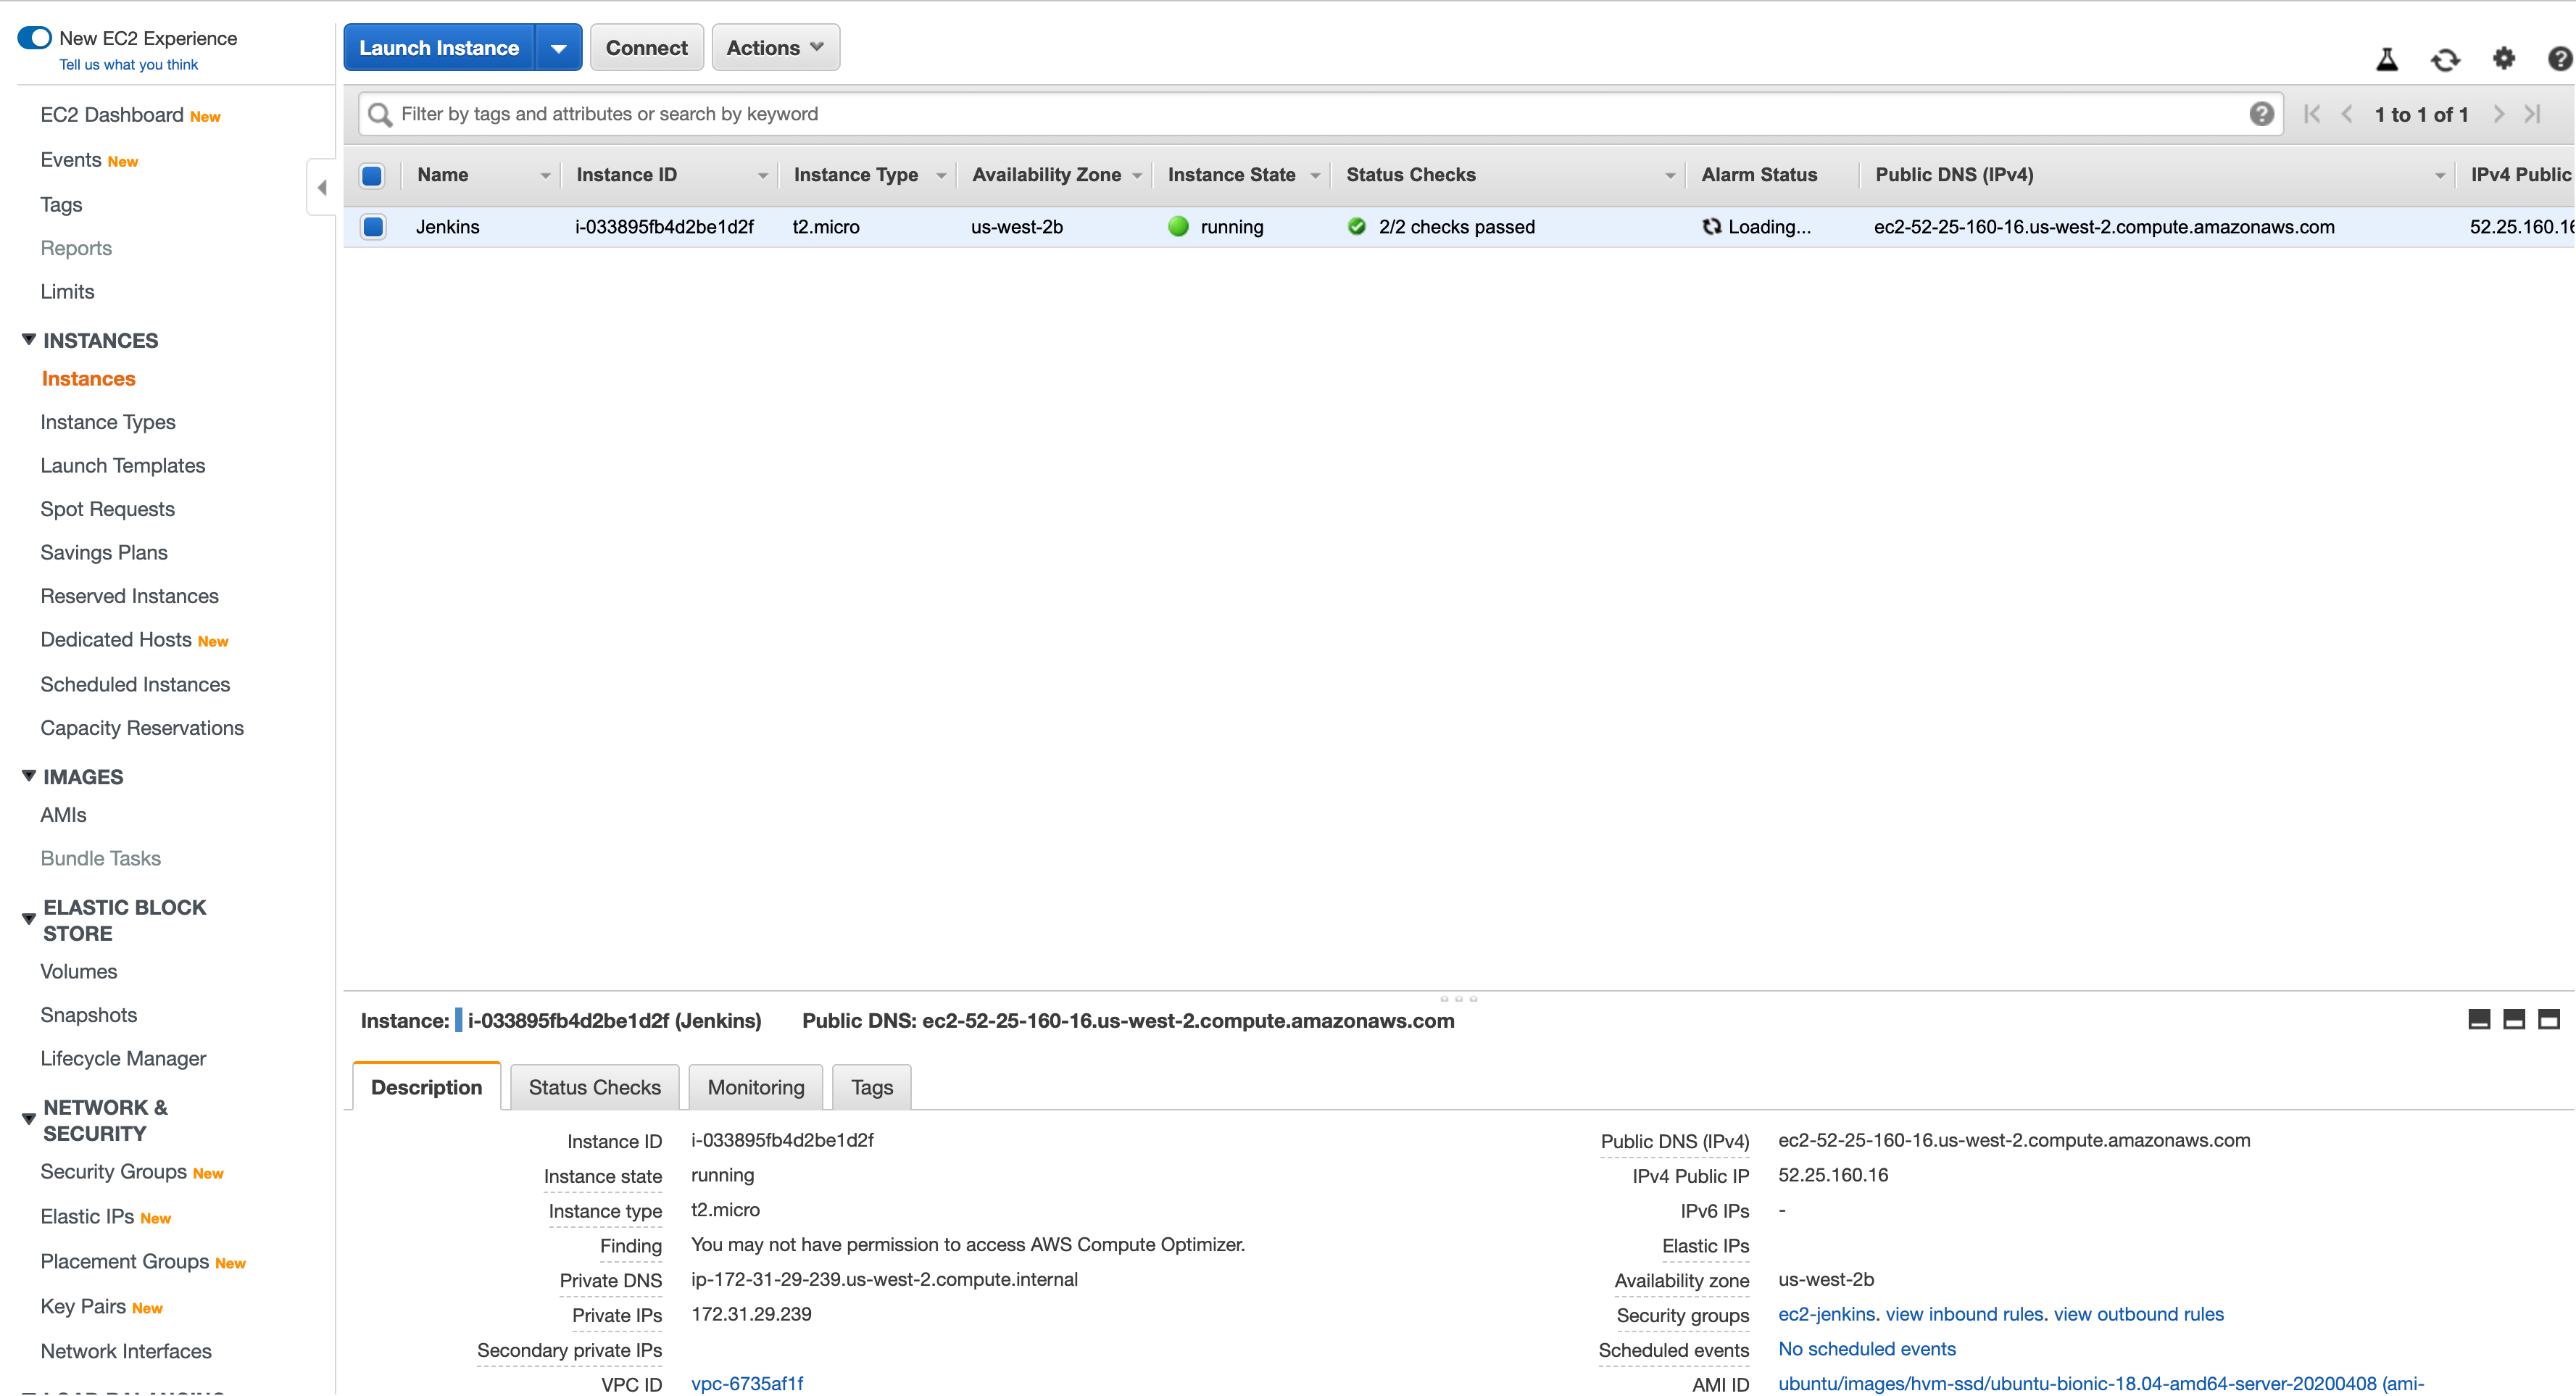 New EC2 Experience
Tell us what you think
EC2 Dashboard New
Events New
Tags
Reports
Limits
INSTANCES
Instances
Instance Types
Launch Templates
Spot Requests
Savings Plans
Reserved Instances
Dedicated Hosts New
Scheduled Instances
Capacity Reservations
IMAGES
AMIs
Bundle Tasks
ELASTIC BLOCK
STORE
Volumes
Snapshots
Lifecycle Manager
NETWORK &
SECURITY
Security Groups New
Elastic IPs New
Placement Groups New
Key Pairs New
Network Interfaces
Launch Instance Connect Actions
Filter by tags and attributes or search by keyword 1 to 1 of 1
Name Instance ID Instance Type Availability Zone Instance State Status Checks Alarm Status Public DNS (IPv4) IPv4 Public
Jenkins i-033895fb4d2be1d2f t2.micro us-west-2b running 2/2 checks passed Loading... ec2-52-25-160-16.us-west-2.compute.amazonaws.com 52.25.160.16
Instance: i-033895fb4d2be1d2f (Jenkins) Public DNS: ec2-52-25-160-16.us-west-2.compute.amazonaws.com
Description Status Checks Monitoring Tags
Instance ID i-033895fb4d2be1d2f
Instance state running
Instance type t2.micro
Finding You may not have permission to access AWS Compute Optimizer.
Private DNS ip-172-31-29-239.us-west-2.compute.internal
Private IPs 172.31.29.239
Secondary private IPs
VPC ID vpc-6735af1f
Public DNS (IPv4) ec2-52-25-160-16.us-west-2.compute.amazonaws.com
IPv4 Public IP 52.25.160.16
IPv6 IPs -
Elastic IPs
Availability zone us-west-2b
Security groups ec2-jenkins. view inbound rules. view outbound rules
Scheduled events No scheduled events
AMI ID ubuntu/images/hvm-ssd/ubuntu-bionic-18.04-amd64-server-20200408 (ami-